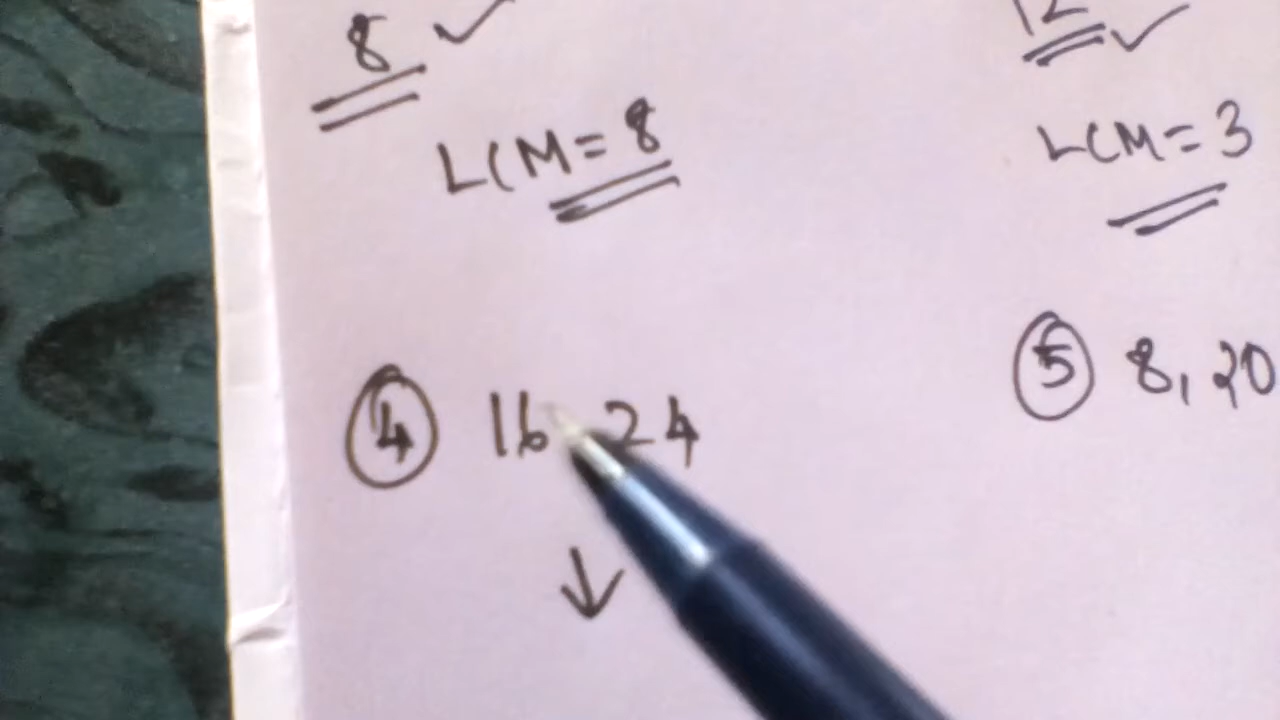 8 ✓
12 ✓
LCM = 8
LCM = 3
④ 16 24
⑤ 8, 20
↓